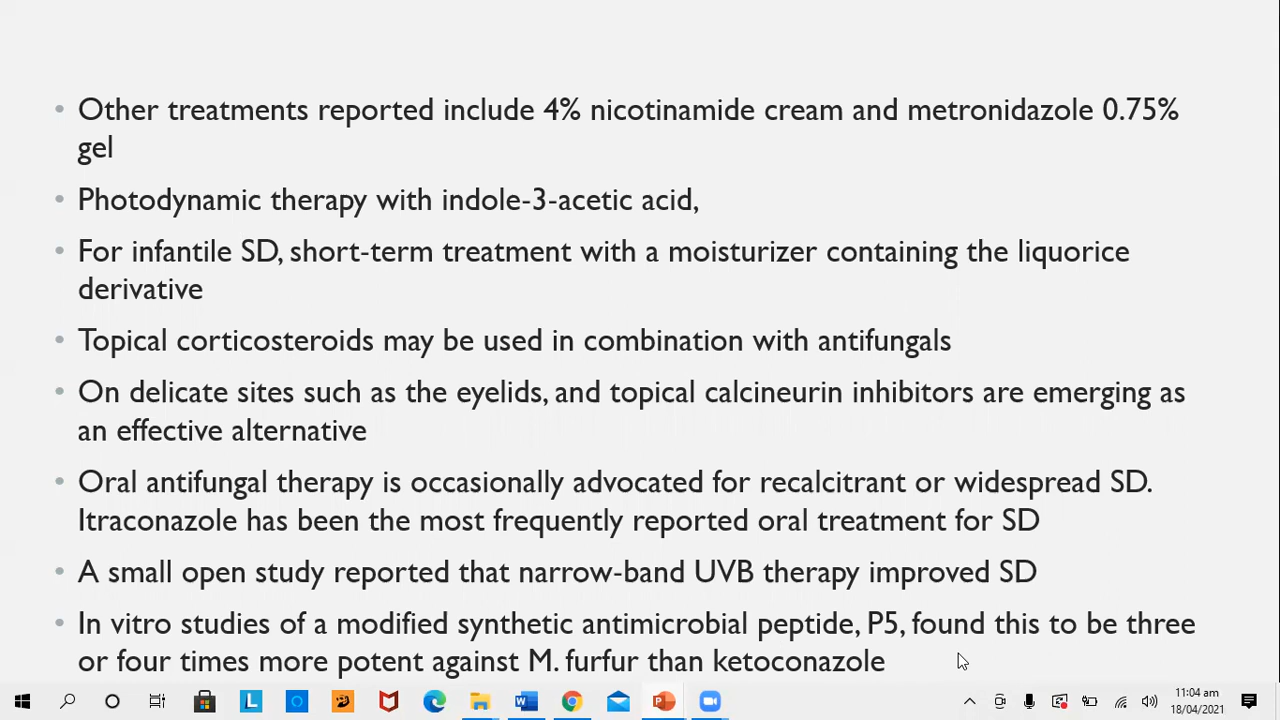 • Other treatments reported include 4% nicotinamide cream and metronidazole 0.75%
gel
• Photodynamic therapy with indole-3-acetic acid,
• For infantile SD, short-term treatment with a moisturizer containing the liquorice
derivative
• Topical corticosteroids may be used in combination with antifungals
• On delicate sites such as the eyelids, and topical calcineurin inhibitors are emerging as
an effective alternative
• Oral antifungal therapy is occasionally advocated for recalcitrant or widespread SD.
Itraconazole has been the most frequently reported oral treatment for SD
• A small open study reported that narrow-band UVB therapy improved SD
• In vitro studies of a modified synthetic antimicrobial peptide, P5, found this to be three
or four times more potent against M. furfur than ketoconazole
11:04 am
18/04/2021